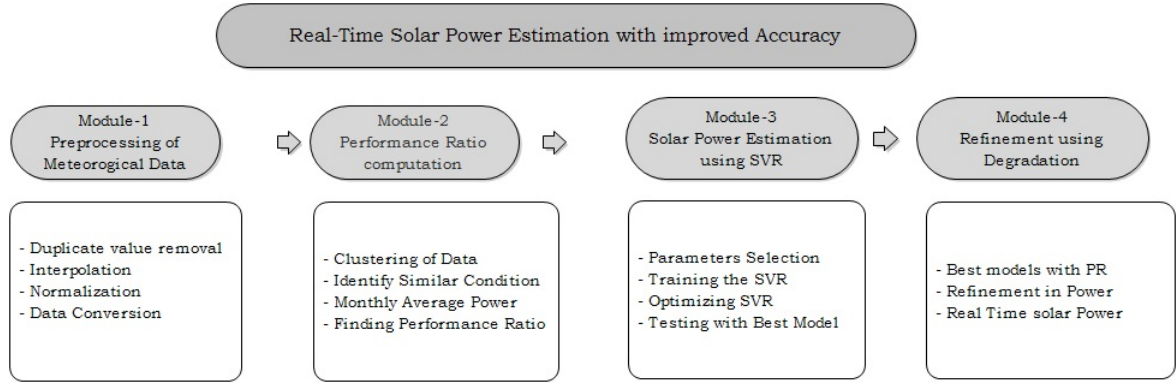 Real-Time Solar Power Estimation with improved Accuracy
Module-1
Preprocessing of
Meteorogical Data
Module-2
Performance Ratio
computation
Module-3
Solar Power Estimation
using SVR
Module-4
Refinement using
Degradation
- Duplicate value removal
- Interpolation
- Normalization
- Data Conversion
- Clustering of Data
- Identify Similar Condition
- Monthly Average Power
- Finding Performance Ratio
- Parameters Selection
- Training the SVR
- Optimizing SVR
- Testing with Best Model
- Best models with PR
- Refinement in Power
- Real Time solar Power